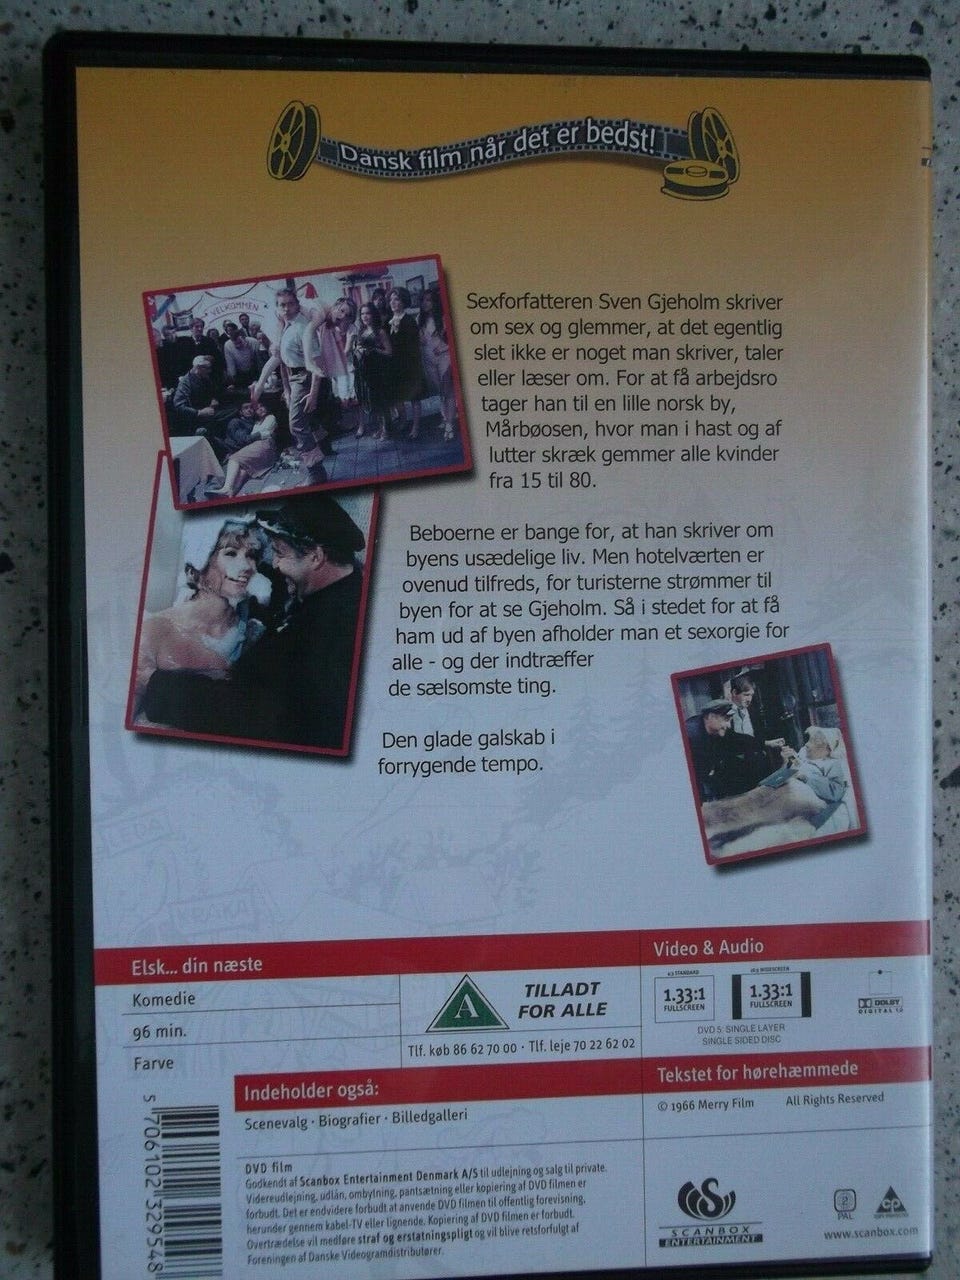 Dansk film når det er bedst!
VELKOMMEN
Sexforfatteren Sven Gjeholm skriver
om sex og glemmer, at det egentlig
slet ikke er noget man skriver, taler
eller læser om. For at få arbejdsro
tager han til en lille norsk by,
Mårbøosen, hvor man i hast og af
lutter skræk gemmer alle kvinder
fra 15 til 80.
Beboerne er bange for, at han skriver om
byens usædelige liv. Men hotelværten er
ovenud tilfreds, for turisterne strømmer til
byen for at se Gjeholm. Så i stedet for at få
ham ud af byen afholder man et sexorgie for
alle - og der indtræffer
de sælsomste ting.
Den glade galskab i
forrygende tempo.
LEDA
KRAKA
Elsk... din næste
Komedie
96 min.
Farve
A
TILLADT
FOR ALLE
Tlf. køb 86 62 70 00 · Tlf. leje 70 22 62 02
Video & Audio
4:3 STANDARD
1.33:1
FULLSCREEN
16:9 WIDESCREEN
1.33:1
FULLSCREEN
DOLBY
DIGITAL
DVD 5: SINGLE LAYER
SINGLE SIDED DISC
Indeholder også:
Scenevalg · Biografier · Billedgalleri
Tekstet for hørehæmmede
© 1966 Merry Film All Rights Reserved
DVD film
Godkendt af Scanbox Entertainment Denmark A/S til udlejning og salg til private.
Videreudlejning, udlån, ombytning, pantsætning eller kopiering af DVD filmen er
forbudt. Det er endvidere forbudt at anvende DVD filmen til offentlig forevisning,
herunder gennem kabel-TV eller lignende. Kopiering af DVD filmen er forbudt.
Overtrædelse vil medføre straf og erstatningspligt og vil blive retsforfulgt af
Foreningen af Danske Videogramdistributører.
5 706102 329548
SCANBOX
ENTERTAINMENT
2
PAL
CP
www.scanbox.com